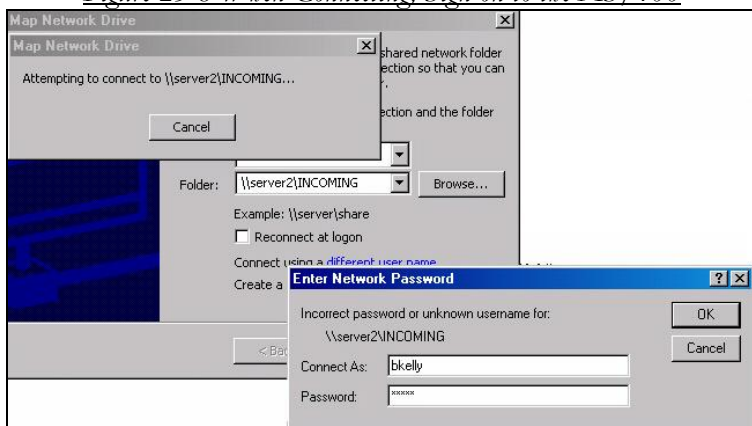 Map Network Drive
Map Network Drive
Attempting to connect to \\server2\INCOMING...
Cancel
shared network folder
ection so that you can
ection and the folder
Folder: \\server2\INCOMING Browse...
Example: \\server\share
Reconnect at logon
Connect using a different user name
Create a
< Bac
Enter Network Password
Incorrect password or unknown username for:
\\server2\INCOMING
Connect As: bkelly
Password: *****
OK
Cancel